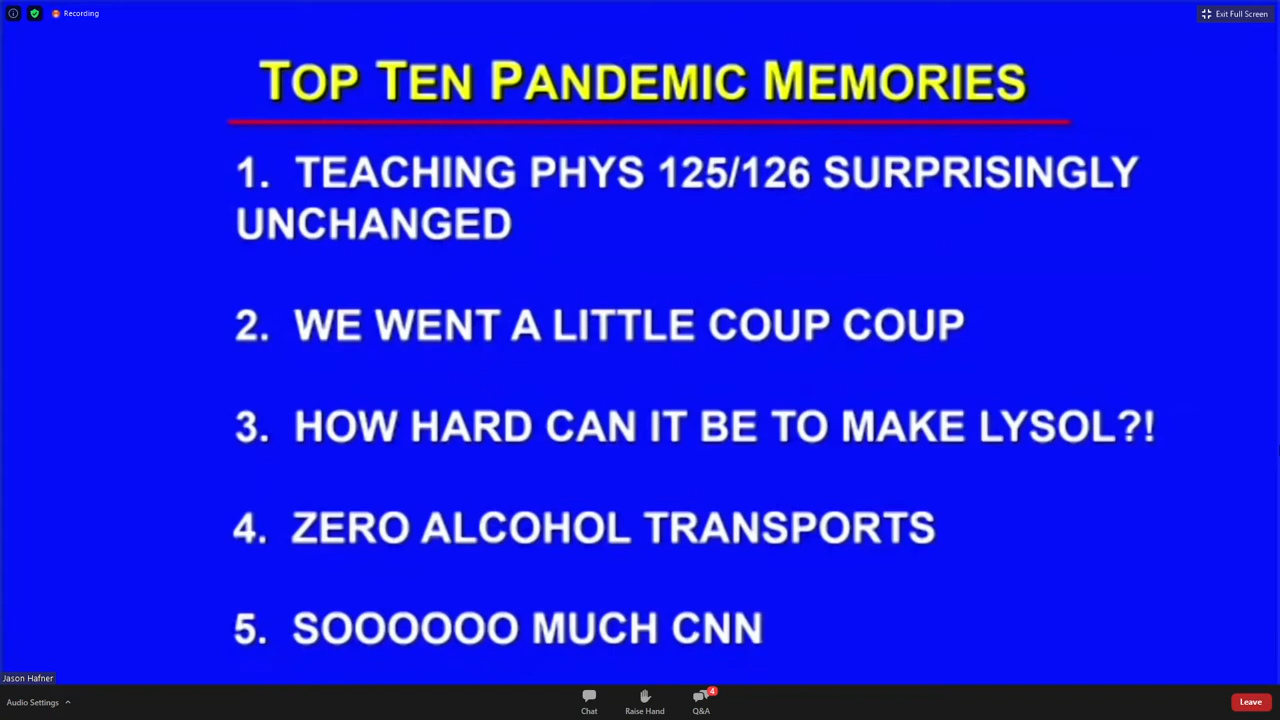 Recording
Exit Full Screen
TOP TEN PANDEMIC MEMORIES
1. TEACHING PHYS 125/126 SURPRISINGLY
UNCHANGED
2. WE WENT A LITTLE COUP COUP
3. HOW HARD CAN IT BE TO MAKE LYSOL?!
4. ZERO ALCOHOL TRANSPORTS
5. SOOOOOO MUCH CNN
Jason Hafner
Audio Settings
Chat
Raise Hand
4
Q&A
Leave